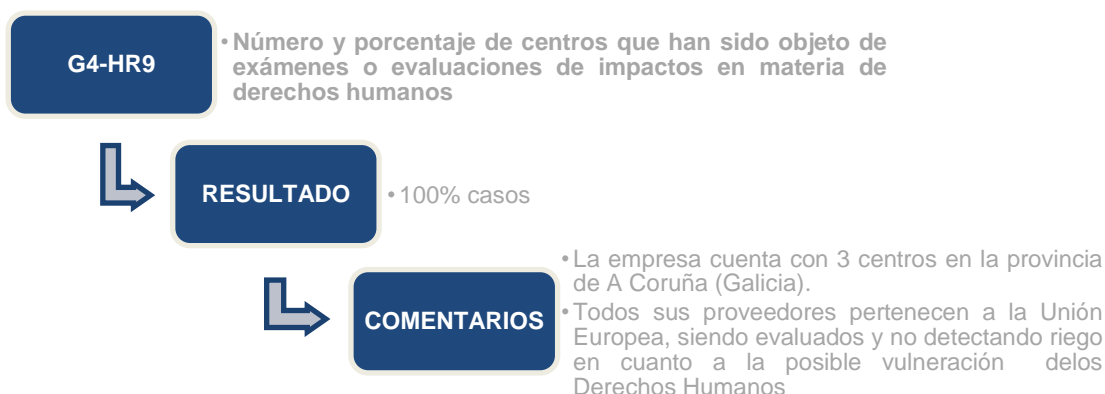 G4-HR9
• Número y porcentaje de centros que han sido objeto de
exámenes o evaluaciones de impactos en materia de
derechos humanos
RESULTADO
• 100% casos
COMENTARIOS
• La empresa cuenta con 3 centros en la provincia
de A Coruña (Galicia).
• Todos sus proveedores pertenecen a la Unión
Europea, siendo evaluados y no detectando riego
en cuanto a la posible vulneración delos
Derechos Humanos